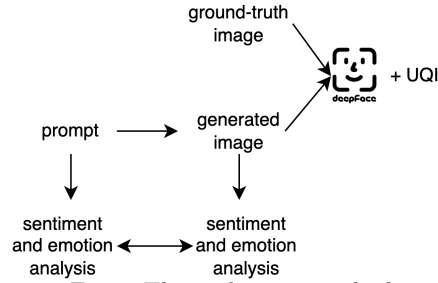 ground-truth
image
deepFace
+ UQI
prompt
generated
image
sentiment
and emotion
analysis
sentiment
and emotion
analysis